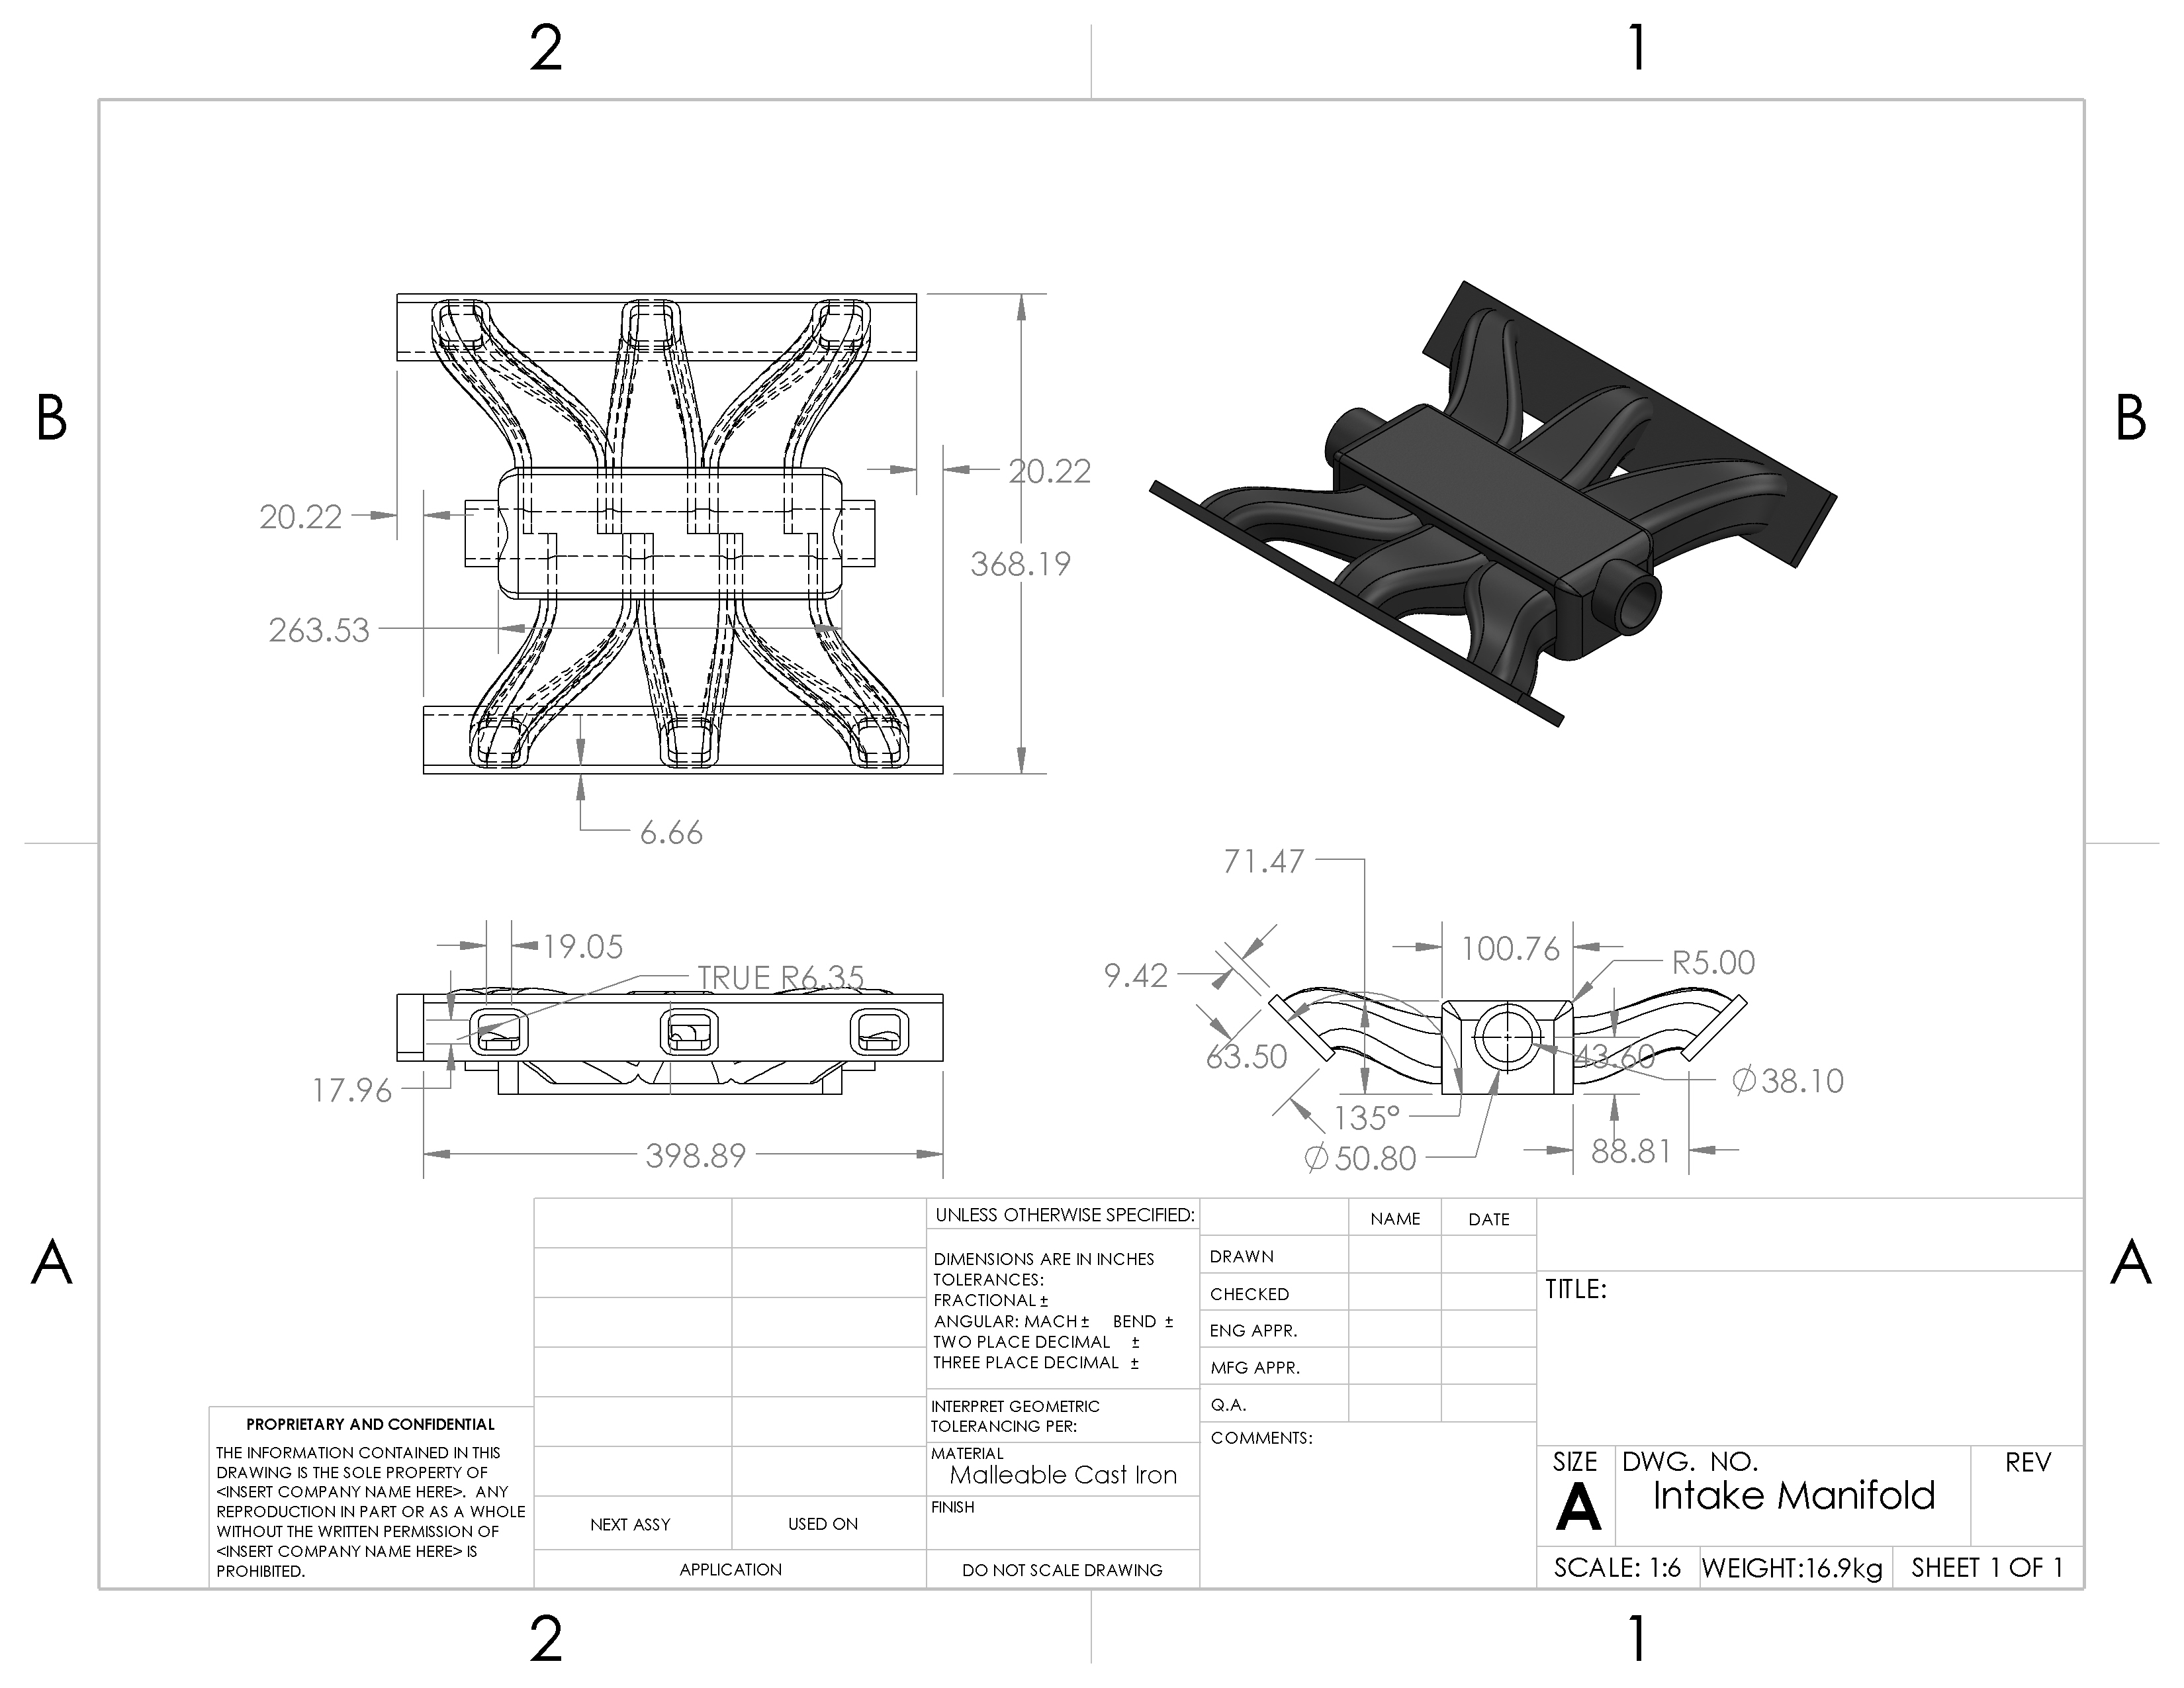 2
1
B
B
20.22
20.22
368.19
263.53
6.66
71.47
19.05
TRUE R6.35
9.42
100.76
R5.00
63.50
43.60
17.96
Ø38.10
135°
398.89
Ø50.80
88.81
A
A
UNLESS OTHERWISE SPECIFIED:
DIMENSIONS ARE IN INCHES
TOLERANCES:
FRACTIONAL ±
ANGULAR: MACH ± BEND ±
TWO PLACE DECIMAL ±
THREE PLACE DECIMAL ±
INTERPRET GEOMETRIC
TOLERANCING PER:
MATERIAL
Malleable Cast Iron
FINISH
DO NOT SCALE DRAWING
NAME DATE
DRAWN
CHECKED
ENG APPR.
MFG APPR.
Q.A.
COMMENTS:
TITLE:
SIZE
A
DWG. NO.
Intake Manifold
REV
SCALE: 1:6
WEIGHT:16.9kg
SHEET 1 OF 1
PROPRIETARY AND CONFIDENTIAL
THE INFORMATION CONTAINED IN THIS
DRAWING IS THE SOLE PROPERTY OF
<INSERT COMPANY NAME HERE>. ANY
REPRODUCTION IN PART OR AS A WHOLE
WITHOUT THE WRITTEN PERMISSION OF
<INSERT COMPANY NAME HERE> IS
PROHIBITED.
NEXT ASSY USED ON
APPLICATION
2
1